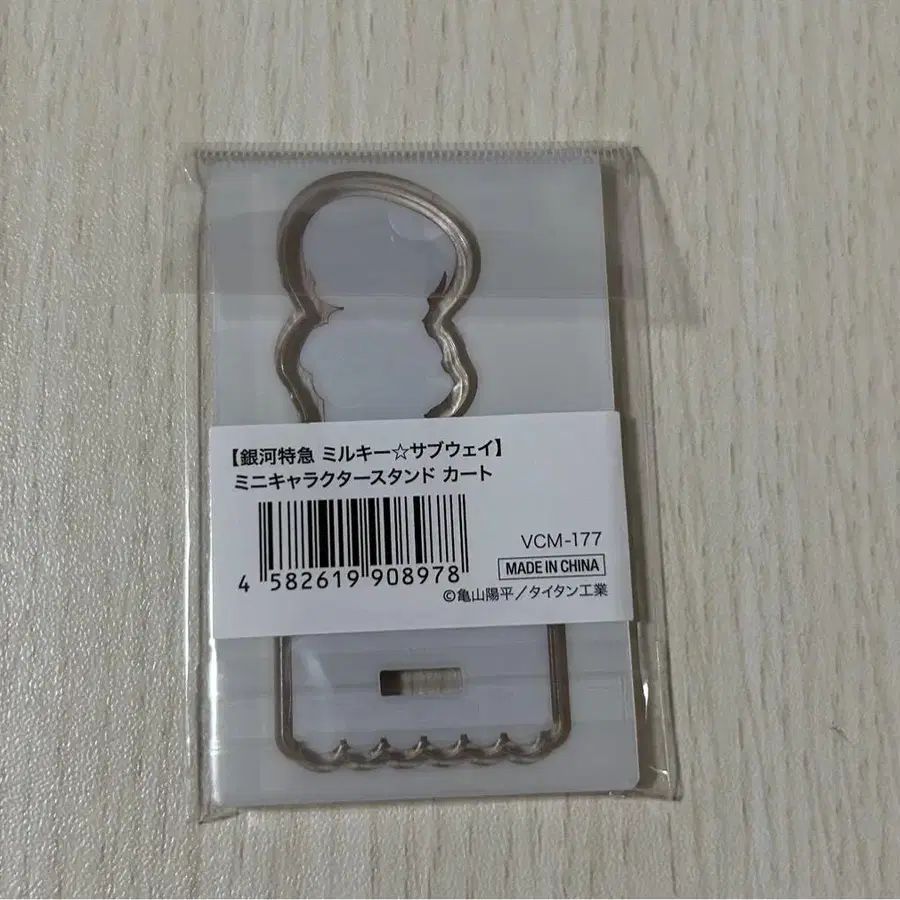 【銀河特急 ミルキー☆サブウェイ】
ミニキャラクタースタンド カート
VCM-177
MADE IN CHINA
4 582619 908978
©亀山陽平／タイタン工業